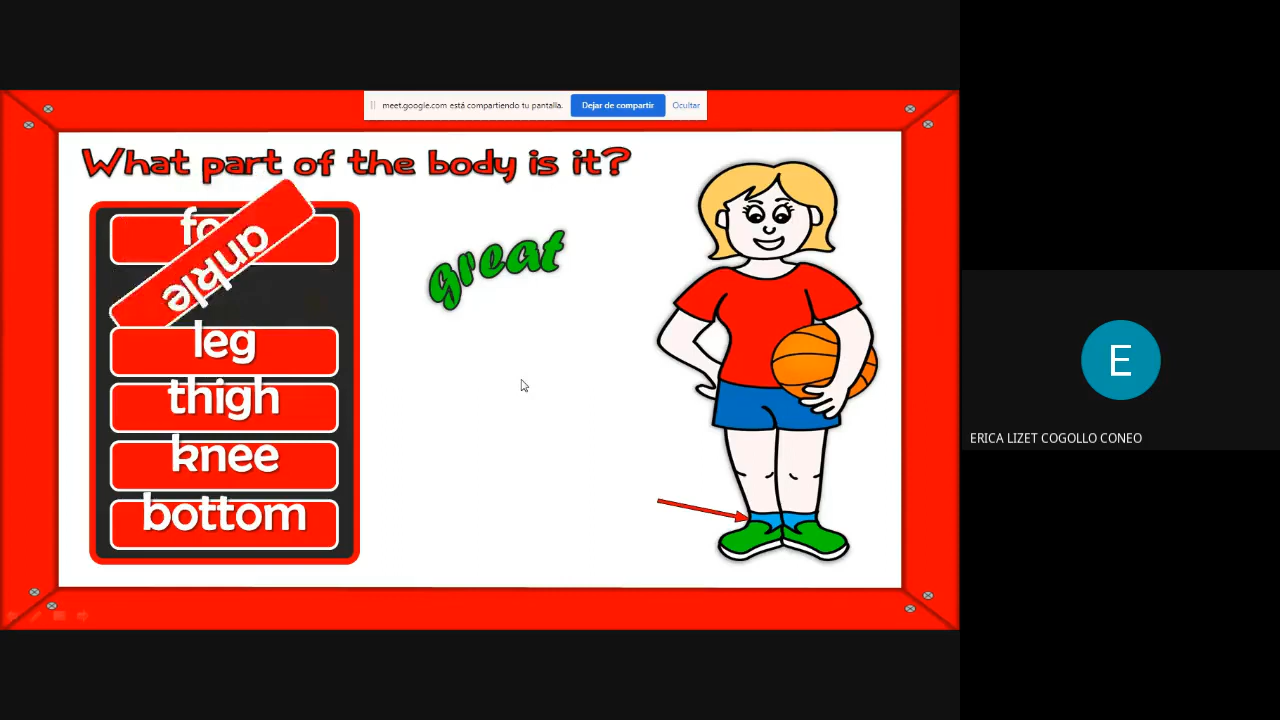 meet.google.com está compartiendo tu pantalla.
Dejar de compartir
Ocultar
What part of the body is it?
ankle
great
leg
thigh
knee
bottom
E
ERICA LIZET COGOLLO CONEO